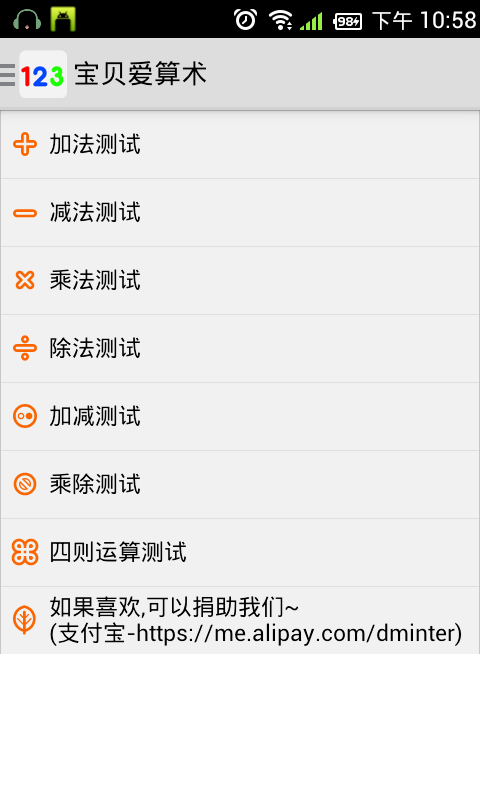 98 下午 10:58
123 宝贝爱算术
加法测试
减法测试
乘法测试
除法测试
加减测试
乘除测试
四则运算测试
如果喜欢,可以捐助我们~
(支付宝-https://me.alipay.com/dminter)